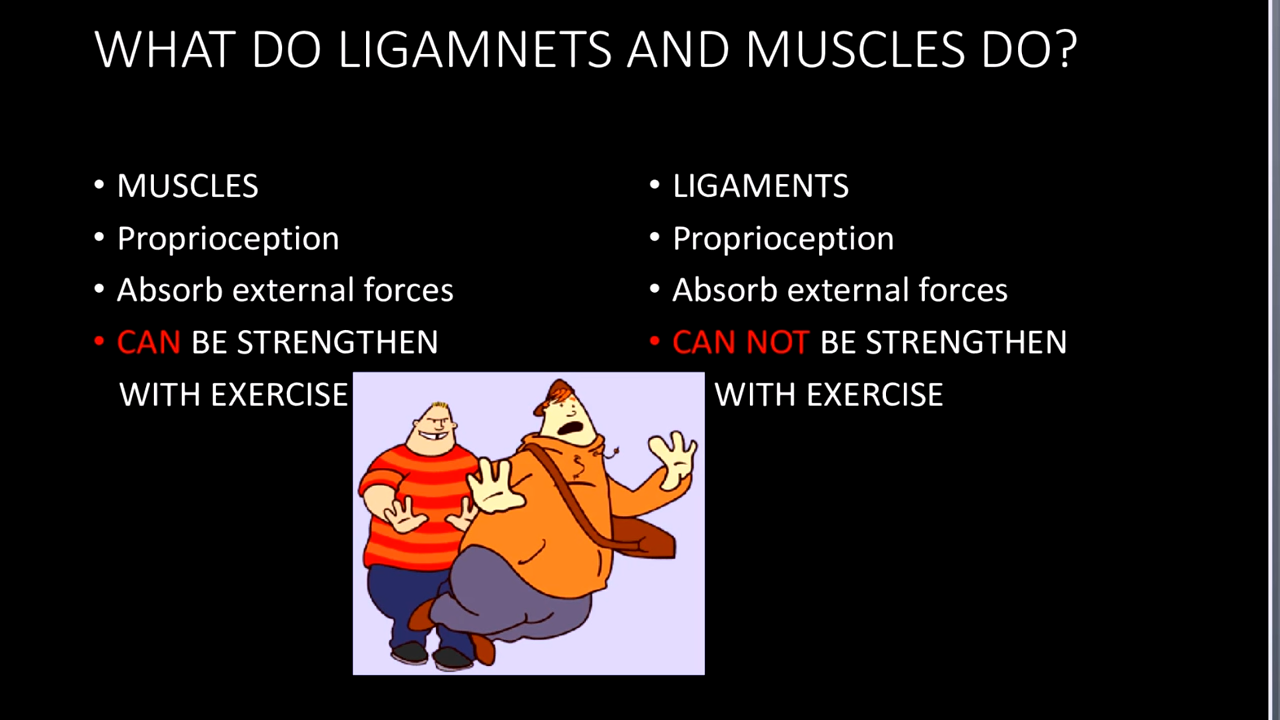 WHAT DO LIGAMNETS AND MUSCLES DO?
• MUSCLES
• Proprioception
• Absorb external forces
• CAN BE STRENGTHEN
WITH EXERCISE
• LIGAMENTS
• Proprioception
• Absorb external forces
• CAN NOT BE STRENGTHEN
WITH EXERCISE